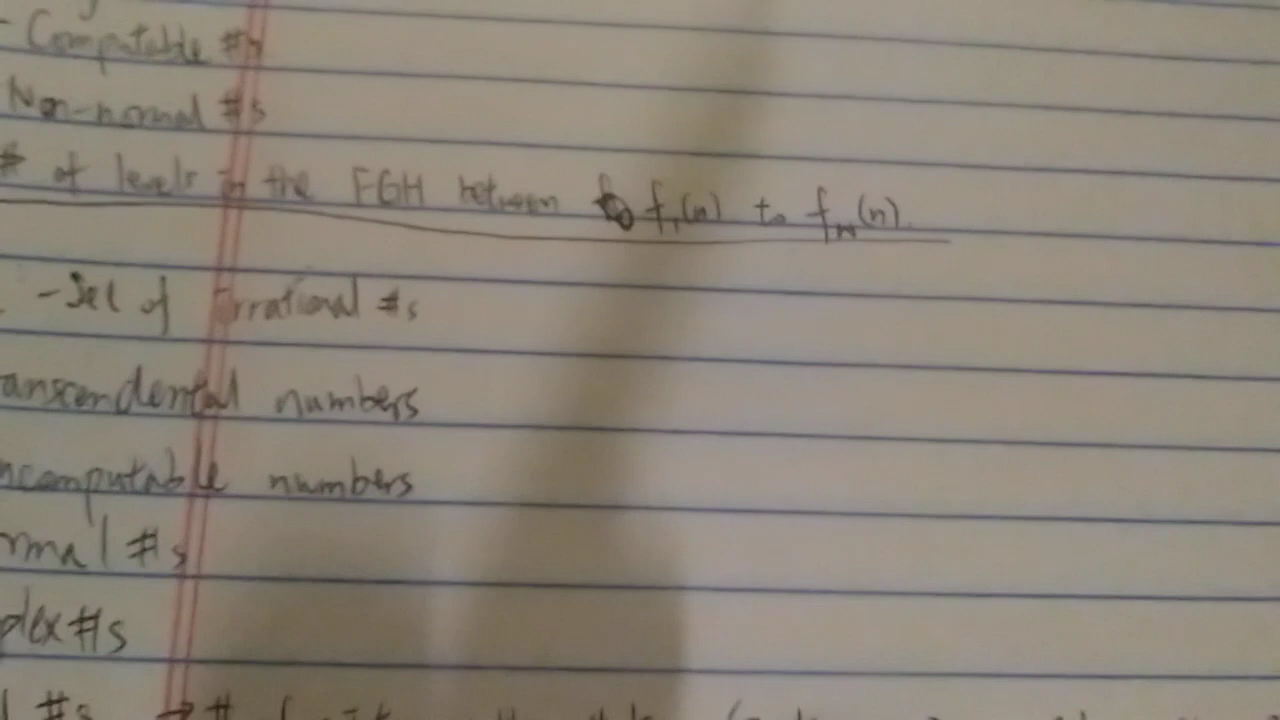 - Computable #s
Non-normal #s
# of levels in the FGH between f₁(n) to fω(n).
- Set of Irrational #s
anscendental numbers
ncomputable numbers
rmal #s
plex #s
#s → #